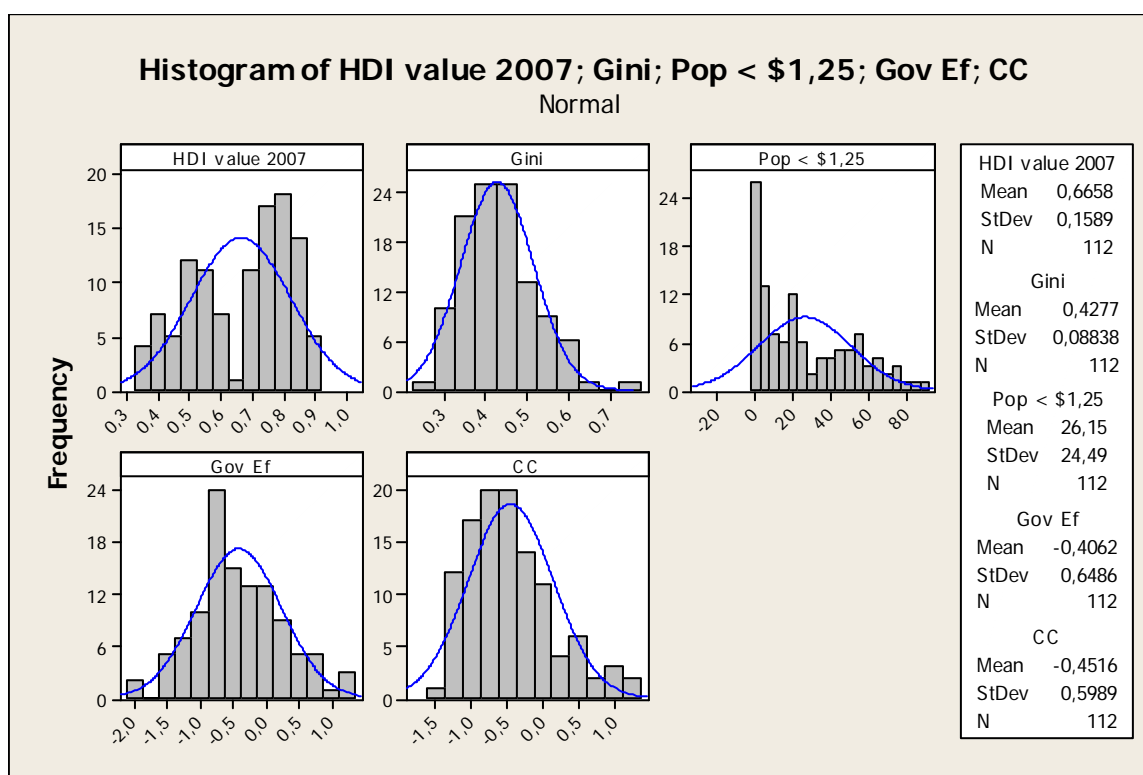 Histogram of HDI value 2007; Gini; Pop < $1,25; Gov Ef; CC
Normal
HDI value 2007
Gini
Pop < $1,25
20
15
10
5
0
0.3 0.4 0.5 0.6 0.7 0.8 0.9 1.0
24
18
12
6
0
0.3 0.4 0.5 0.6 0.7
24
18
12
6
0
-20 0 20 40 60 80
Frequency
Gov Ef
CC
24
18
12
6
0
-2.0 -1.5 -1.0 -0.5 0.0 0.5 1.0
20
15
10
5
0
-1.5 -1.0 -0.5 0.0 0.5 1.0
HDI value 2007
Mean 0,6658
StDev 0,1589
N 112
Gini
Mean 0,4277
StDev 0,08838
N 112
Pop < $1,25
Mean 26,15
StDev 24,49
N 112
Gov Ef
Mean -0,4062
StDev 0,6486
N 112
CC
Mean -0,4516
StDev 0,5989
N 112